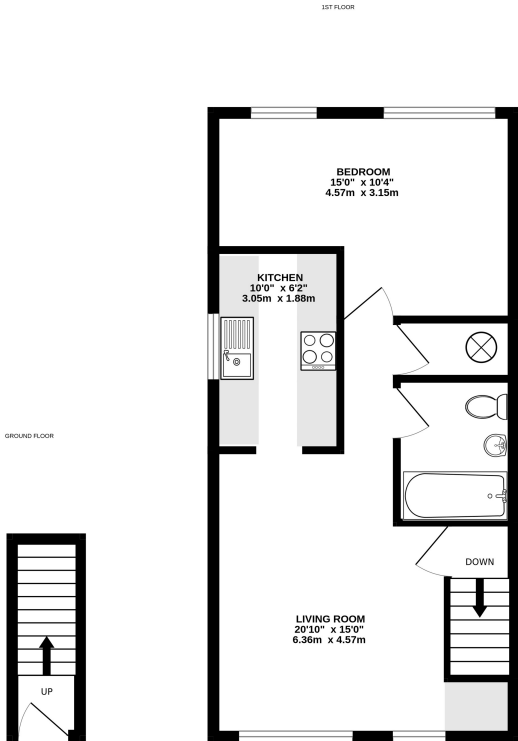 1ST FLOOR
BEDROOM
15'0" x 10'4"
4.57m x 3.15m
KITCHEN
10'0" x 6'2"
3.05m x 1.88m
GROUND FLOOR
DOWN
LIVING ROOM
20'10" x 15'0"
6.36m x 4.57m
UP